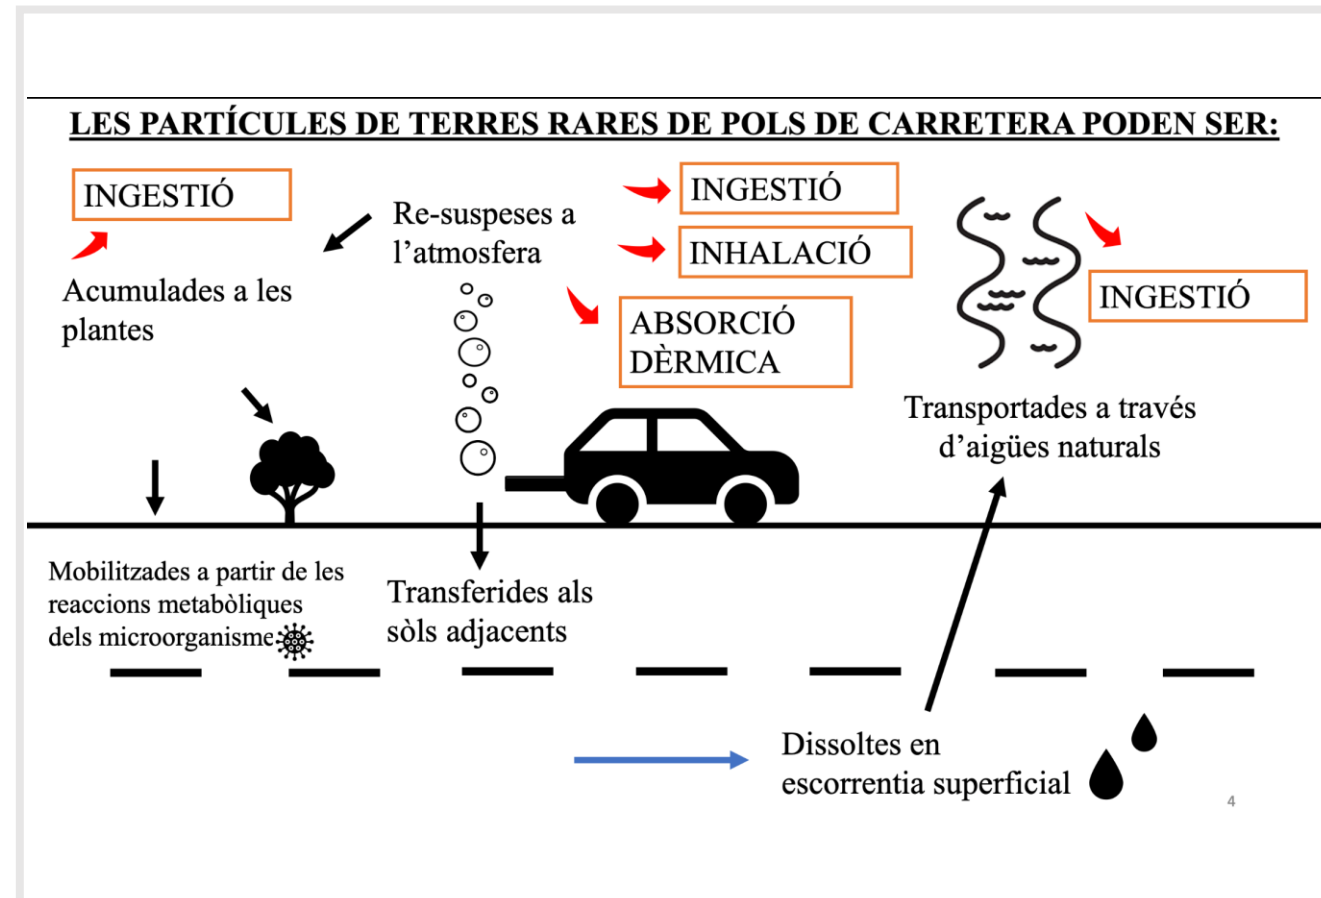 LES PARTÍCULES DE TERRES RARES DE POLS DE CARRETERA PODEN SER:
INGESTIÓ
Acumulades a les
plantes
Re-suspeses a
l’atmosfera
INGESTIÓ
INHALACIÓ
ABSORCIÓ
DÈRMICA
INGESTIÓ
Transportades a través
d’aigües naturals
Mobilitzades a partir de les
reaccions metabòliques
dels microorganisme
Transferides als
sòls adjacents
Dissoltes en
escorrentia superficial
4